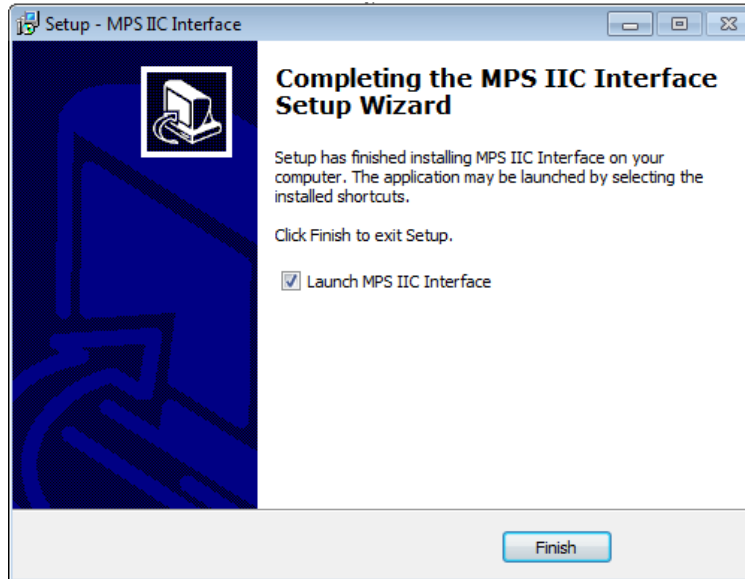 Setup - MPS IIC Interface
Completing the MPS IIC Interface
Setup Wizard
Setup has finished installing MPS IIC Interface on your
computer. The application may be launched by selecting the
installed shortcuts.
Click Finish to exit Setup.
Launch MPS IIC Interface
Finish